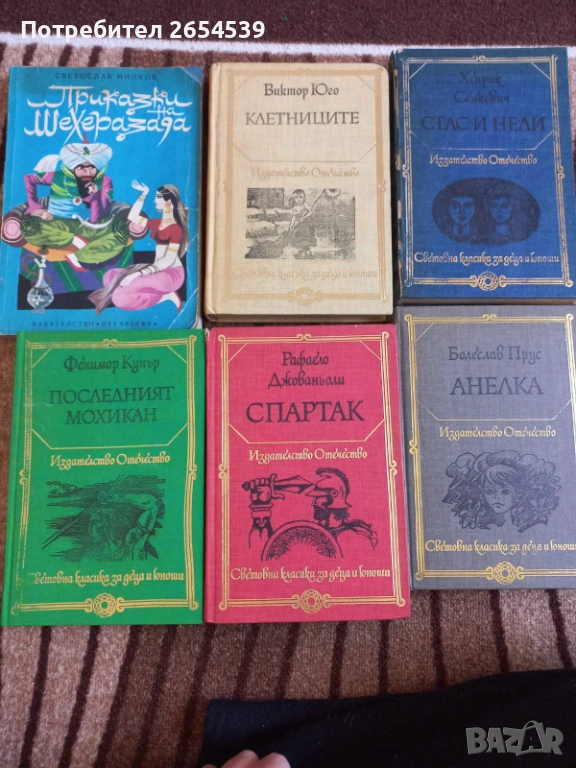 Потребител 2654539
СВЕТОСЛАВ МИНКОВ
Приказки на
Шехеразада
ИЗДАТЕЛСТВО «ОТЕЧЕСТВО»
Виктор Юго
КЛЕТНИЦИТЕ
Издателство Отечество
Световна класика за деца и юноши
Хенрик
Сенкевич
СТАС И НЕЛИ
Издателство Отечество
Световна класика за деца и юноши
Фенимор Купър
ПОСЛЕДНИЯТ
МОХИКАН
Издателство Отечество
Световна класика за деца и юноши
Рафаело
Джованьоли
СПАРТАК
Издателство Отечество
Световна класика за деца и юноши
Болеслав Прус
АНЕЛКА
Издателство Отечество
Световна класика за деца и юноши
BAZAR